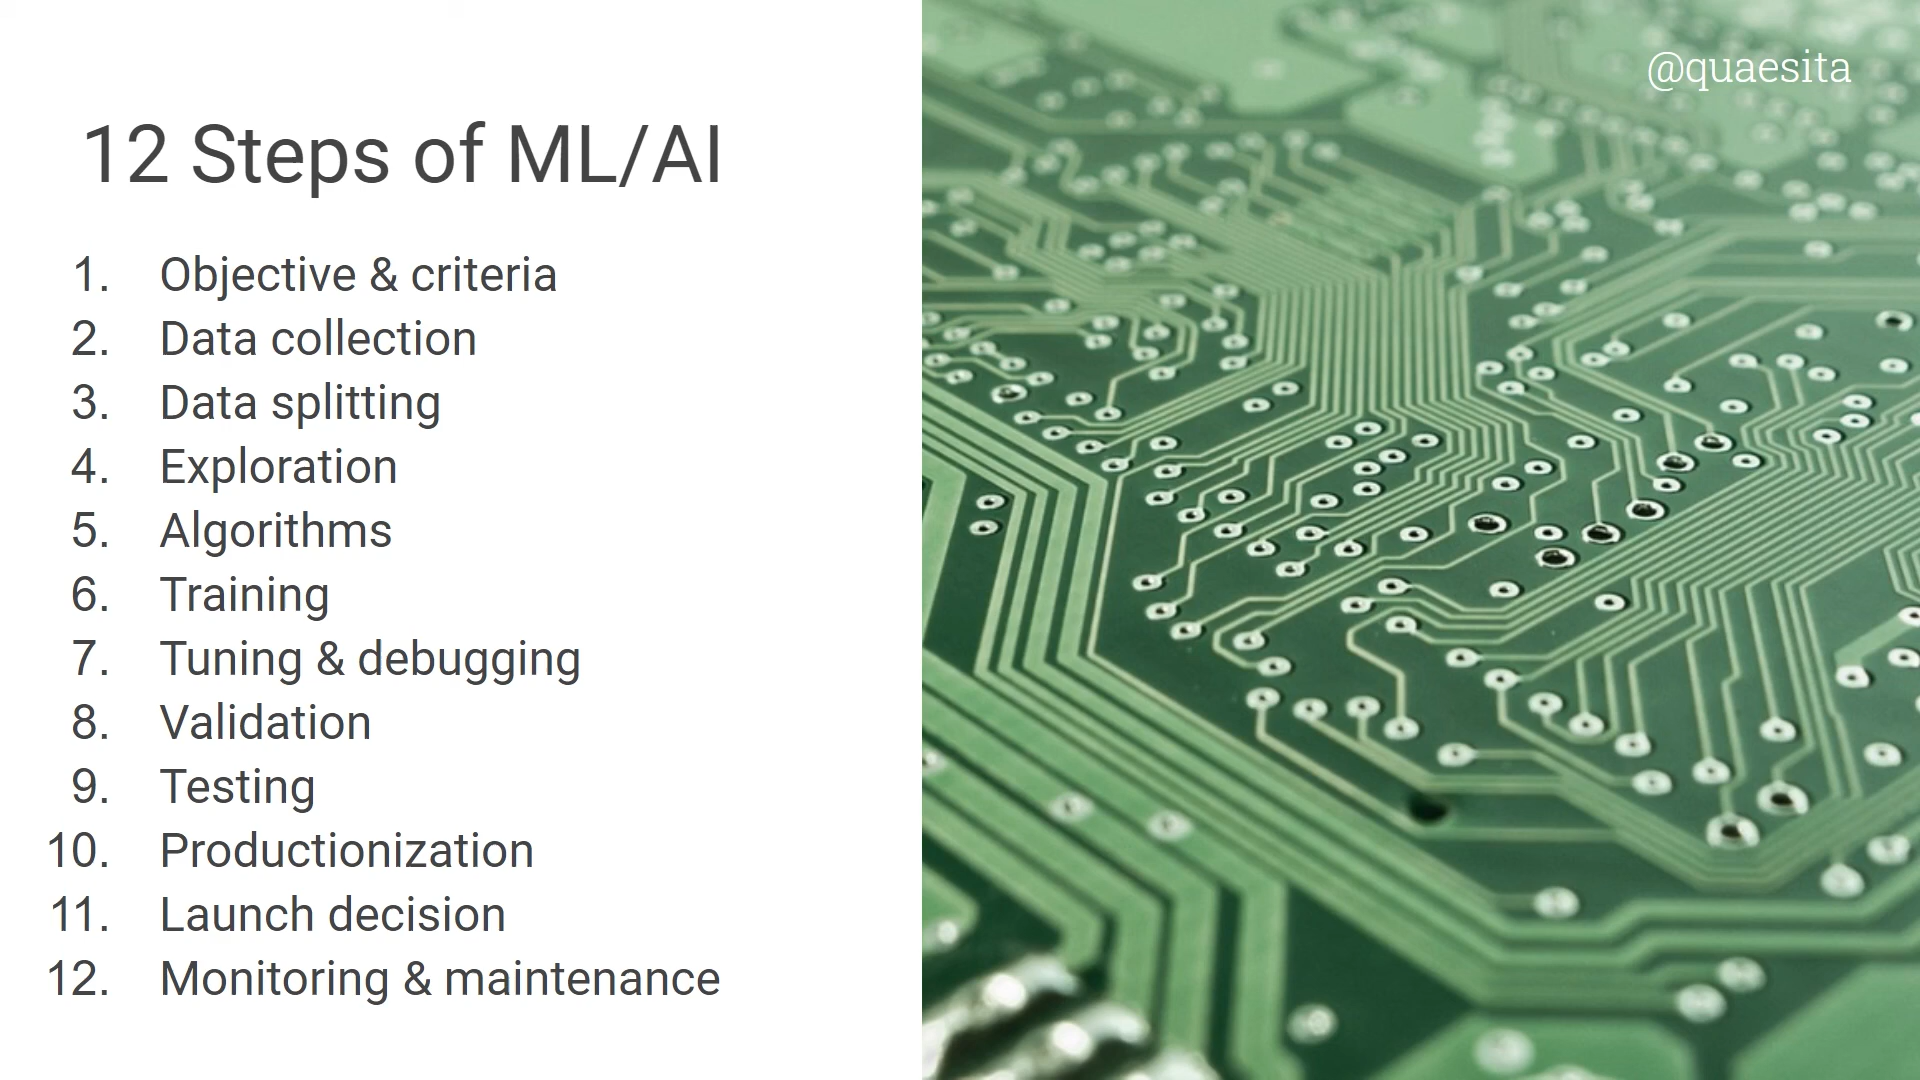 @quaesita
12 Steps of ML/AI
1. Objective & criteria
2. Data collection
3. Data splitting
4. Exploration
5. Algorithms
6. Training
7. Tuning & debugging
8. Validation
9. Testing
10. Productionization
11. Launch decision
12. Monitoring & maintenance